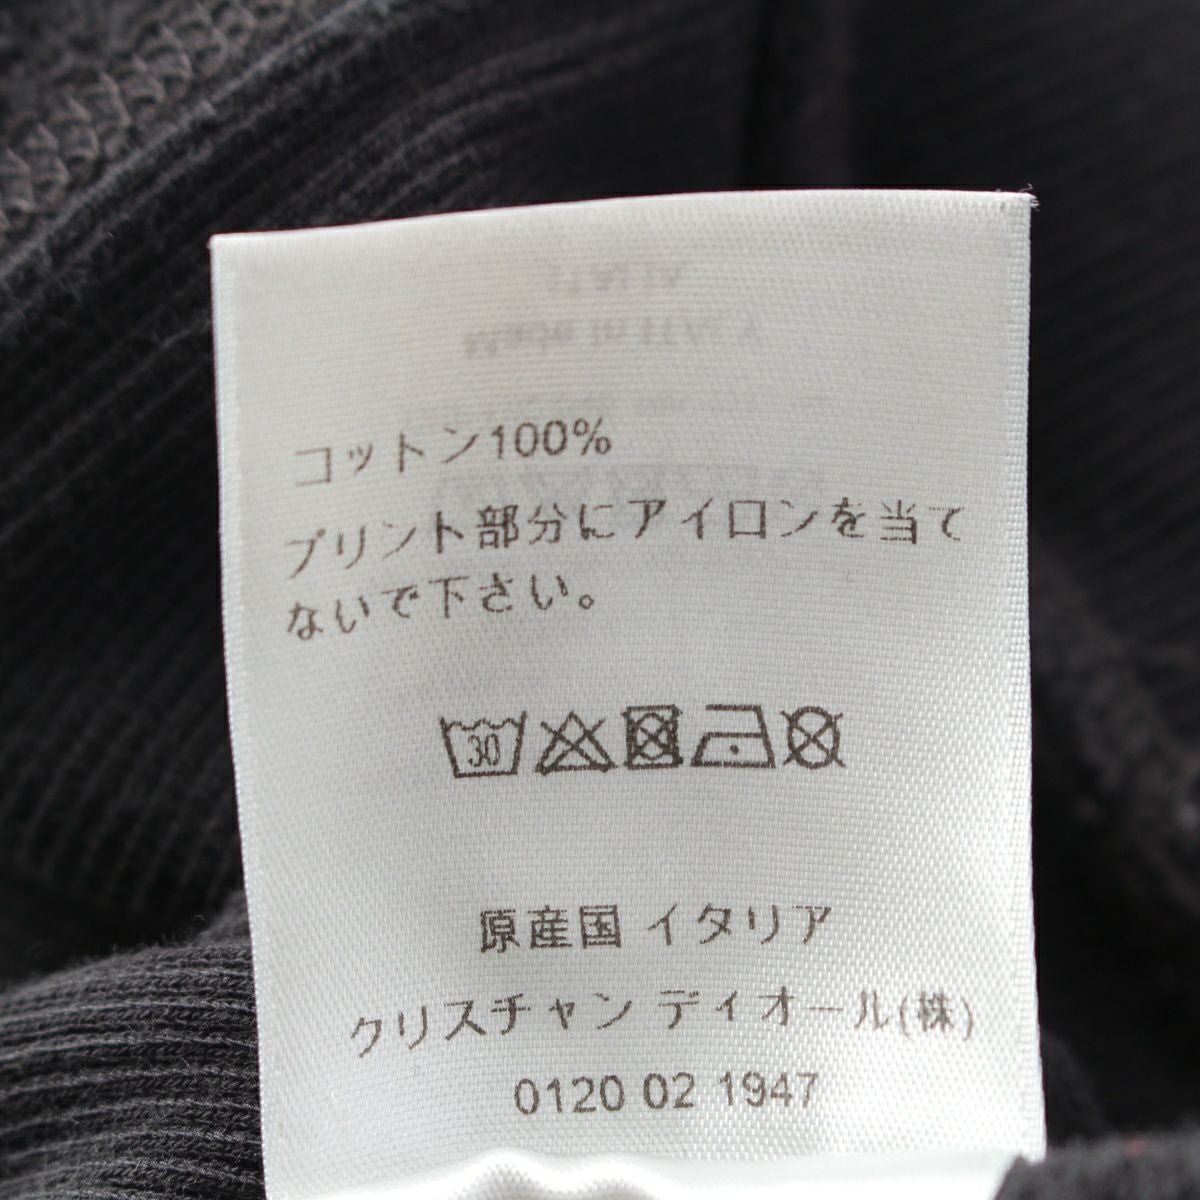 コットン100%
プリント部分にアイロンを当て
ないで下さい。
30
原産国 イタリア
クリスチャン ディオール(株)
0120 02 1947